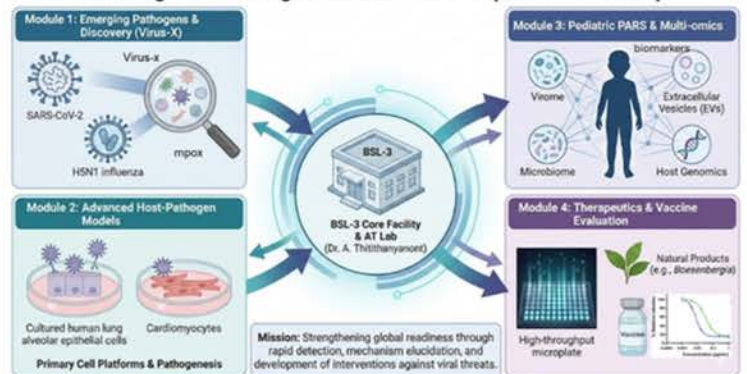 Module 1: Emerging Pathogens &
Discovery (Virus-X)
Virus-x
SARS-CoV-2
H5N1 influenza
mpox
Module 2: Advanced Host-Pathogen
Models
Cultured human lung
alveolar epithelial cells
Cardiomyocytes
Primary Cell Platforms & Pathogenesis
BSL-3
BSL-3 Core Facility
& AT Lab
(Dr. A. Thitithanyanont)
Mission: Strengthening global readiness through
rapid detection, mechanism elucidation, and
development of interventions against viral threats.
Module 3: Pediatric PARS & Multi-omics
biomarkers
Virome
Extracellular
Vesicles (EVs)
Microbiome
Host Genomics
Module 4: Therapeutics & Vaccine
Evaluation
High-throughput
microplate
Natural Products
(e.g., Boesenbergia)